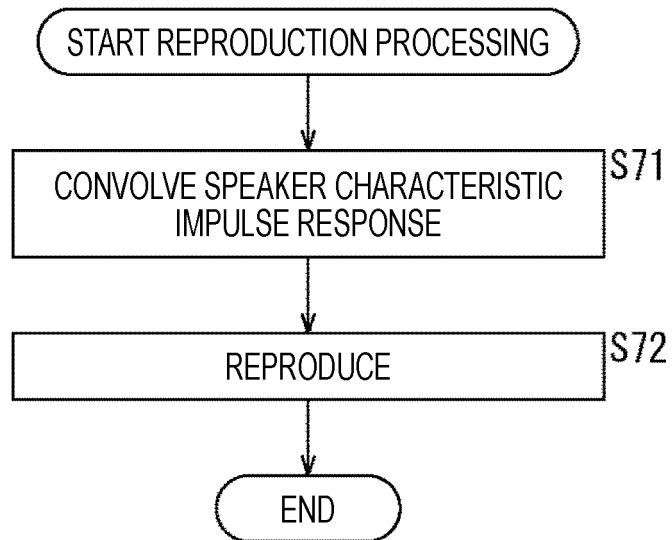 START REPRODUCTION PROCESSING
S71
CONVOLVE SPEAKER CHARACTERISTIC
IMPULSE RESPONSE
S72
REPRODUCE
END